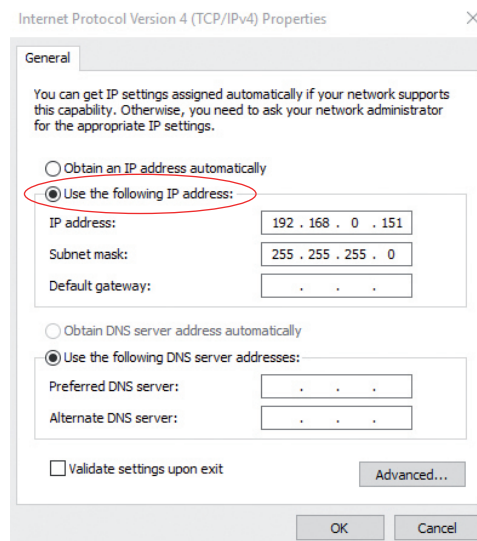 Internet Protocol Version 4 (TCP/IPv4) Properties
General
You can get IP settings assigned automatically if your network supports
this capability. Otherwise, you need to ask your network administrator
for the appropriate IP settings.
Obtain an IP address automatically
Use the following IP address:
IP address: 192 . 168 . 0 . 151
Subnet mask: 255 . 255 . 255 . 0
Default gateway: . . .
Obtain DNS server address automatically
Use the following DNS server addresses:
Preferred DNS server: . . .
Alternate DNS server: . . .
Validate settings upon exit
Advanced...
OK Cancel